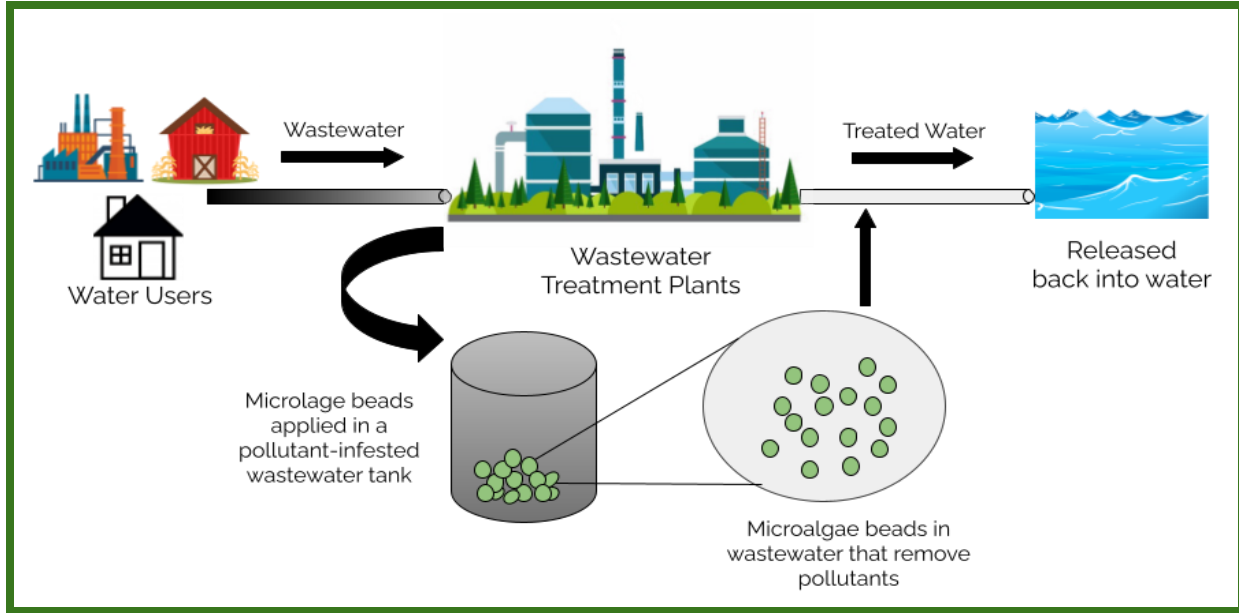 Wastewater
Treated Water
Water Users
Wastewater
Treatment Plants
Released
back into water
Microlage beads
applied in a
pollutant-infested
wastewater tank
Microalgae beads in
wastewater that remove
pollutants